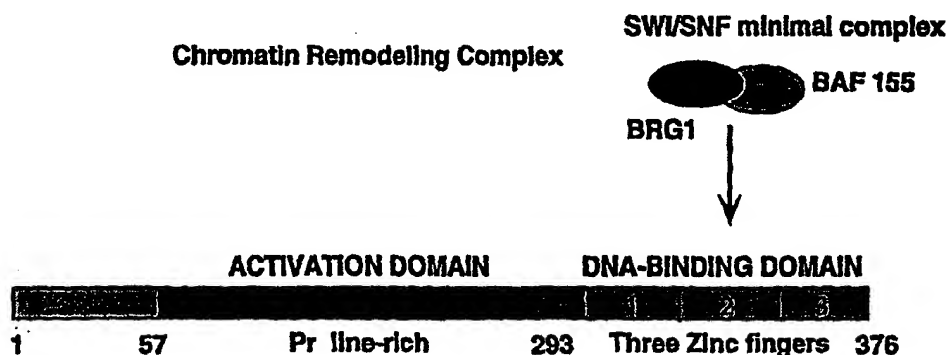 SWI/SNF minimal complex
Chromatin Remodeling Complex
BAF 155
BRG1
ACTIVATION DOMAIN DNA-BINDING DOMAIN
1 2 3
1 57 Pr line-rich 293 Three Zinc fingers 376